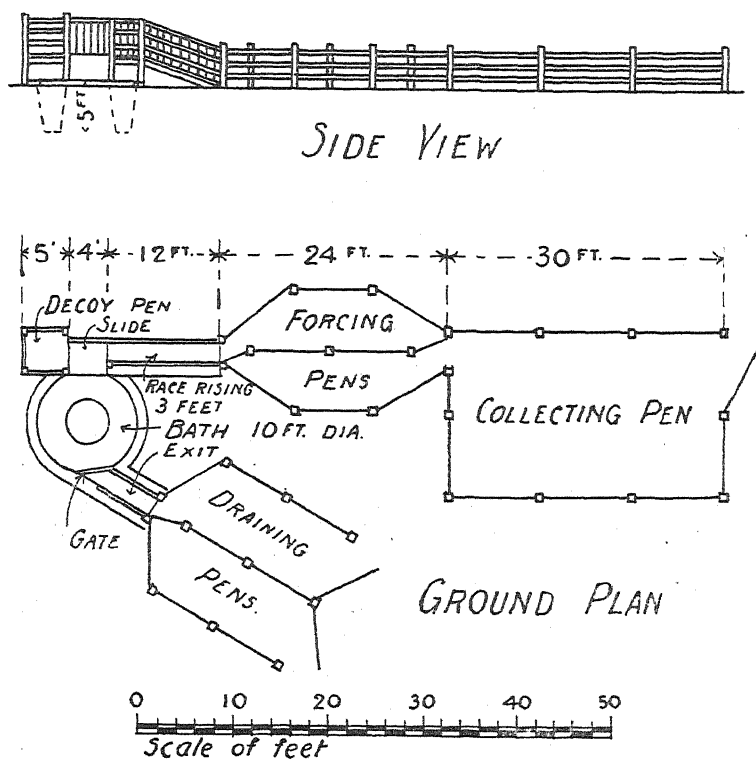 5 FT.
SIDE VIEW
5' 4' 12 FT. 24 FT. 30 FT.
DECOY PEN
SLIDE
FORCING
PENS
RACE RISING
3 FEET
COLLECTING PEN
BATH 10 FT. DIA.
EXIT
GATE
DRAINING
PENS.
GROUND PLAN
0 10 20 30 40 50
Scale of feet